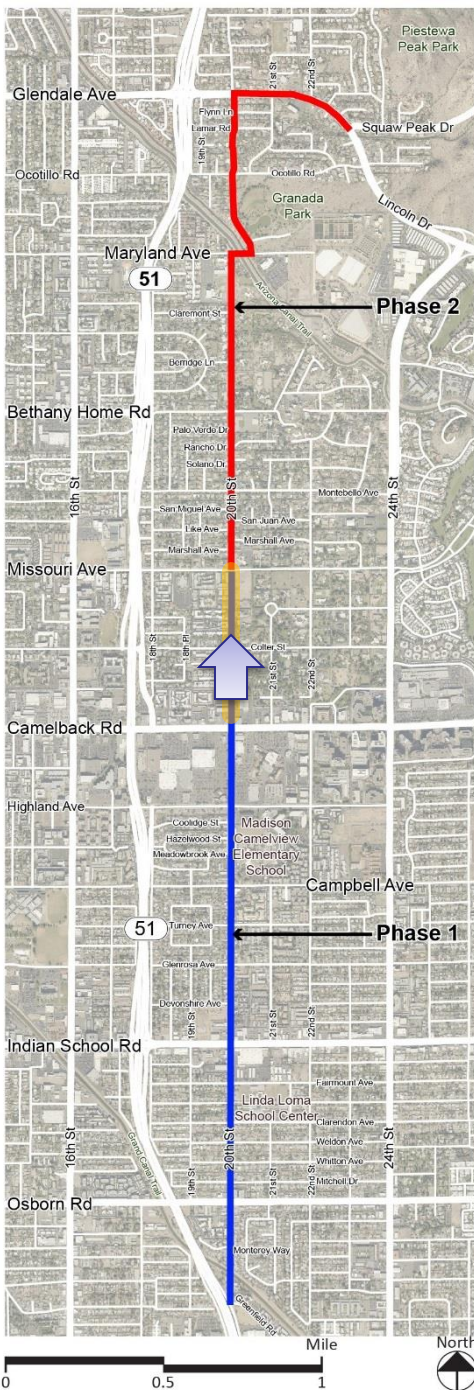 Piestewa
Peak Park
Glendale Ave
21st St
22nd St
Flynn Ln
Lamar Rd
19th St
Squaw Peak Dr
Ocotillo Rd
Ocotillo Rd
Granada
Park
Lincoln Dr
Maryland Ave
51
Arizona Canal Trail
Claremont St
Phase 2
Berridge Ln
Bethany Home Rd
Palo Verde Dr
Rancho Dr
Solano Dr
16th St
20th St
24th St
Montebello Ave
San Miguel Ave
San Juan Ave
Like Ave
Marshall Ave
Marshall Ave
Missouri Ave
18th St
18th Pl
Colter St
21st St
22nd St
Camelback Rd
Highland Ave
Coolidge St
Hazelwood St
Meadowbrook Ave
Madison
Camelview
Elementary
School
Campbell Ave
51
Turney Ave
Phase 1
Glenrosa Ave
Devonshire Ave
19th St
21st St
22nd St
Indian School Rd
Fairmount Ave
Linda Loma
School Center
Clarendon Ave
Weldon Ave
Whitton Ave
Mitchell Dr
16th St
Grand Canal Trail
19th St
20th St
21st St
22nd St
24th St
Osborn Rd
Monterey Way
Greenfield Rd
Mile
North
0
0.5
1